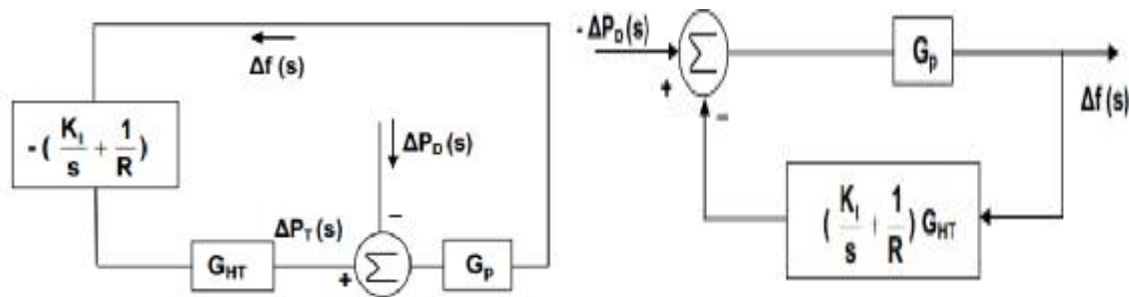 Δf (s)
- ( K_I/s + 1/R )
ΔP_D (s)
−
ΔP_T (s)
G_HT
+
Σ
G_p
- ΔP_D (s)
Σ
G_p
+
−
Δf (s)
( K_I/s + 1/R ) G_HT